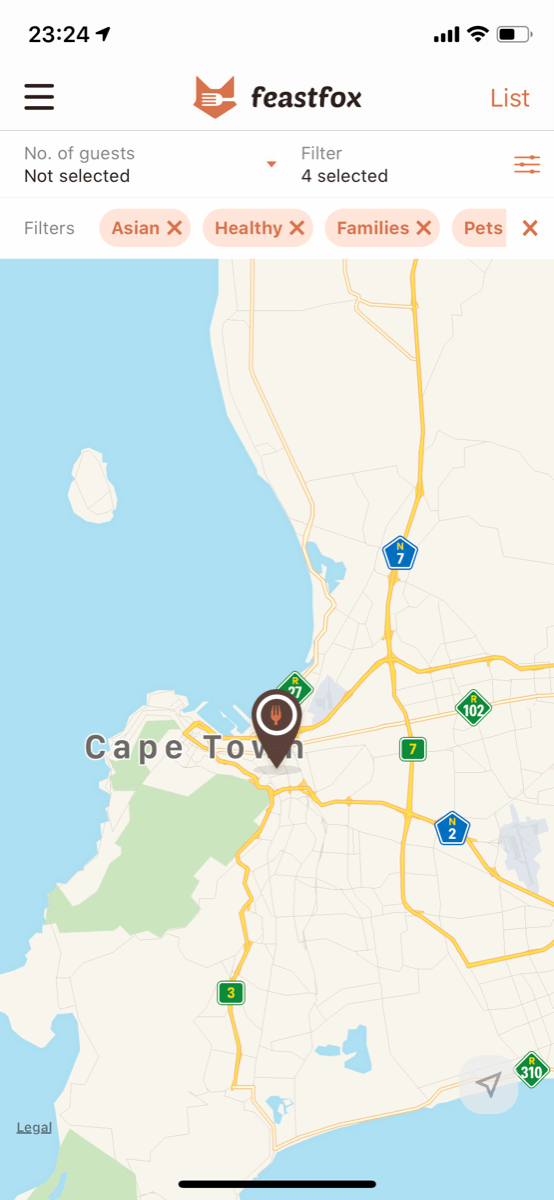 23:24
feastfox
List
No. of guests
Not selected
Filter
4 selected
Filters
Asian
Healthy
Families
Pets
N
7
R
27
R
102
Cape Town
7
N
2
3
R
310
Legal